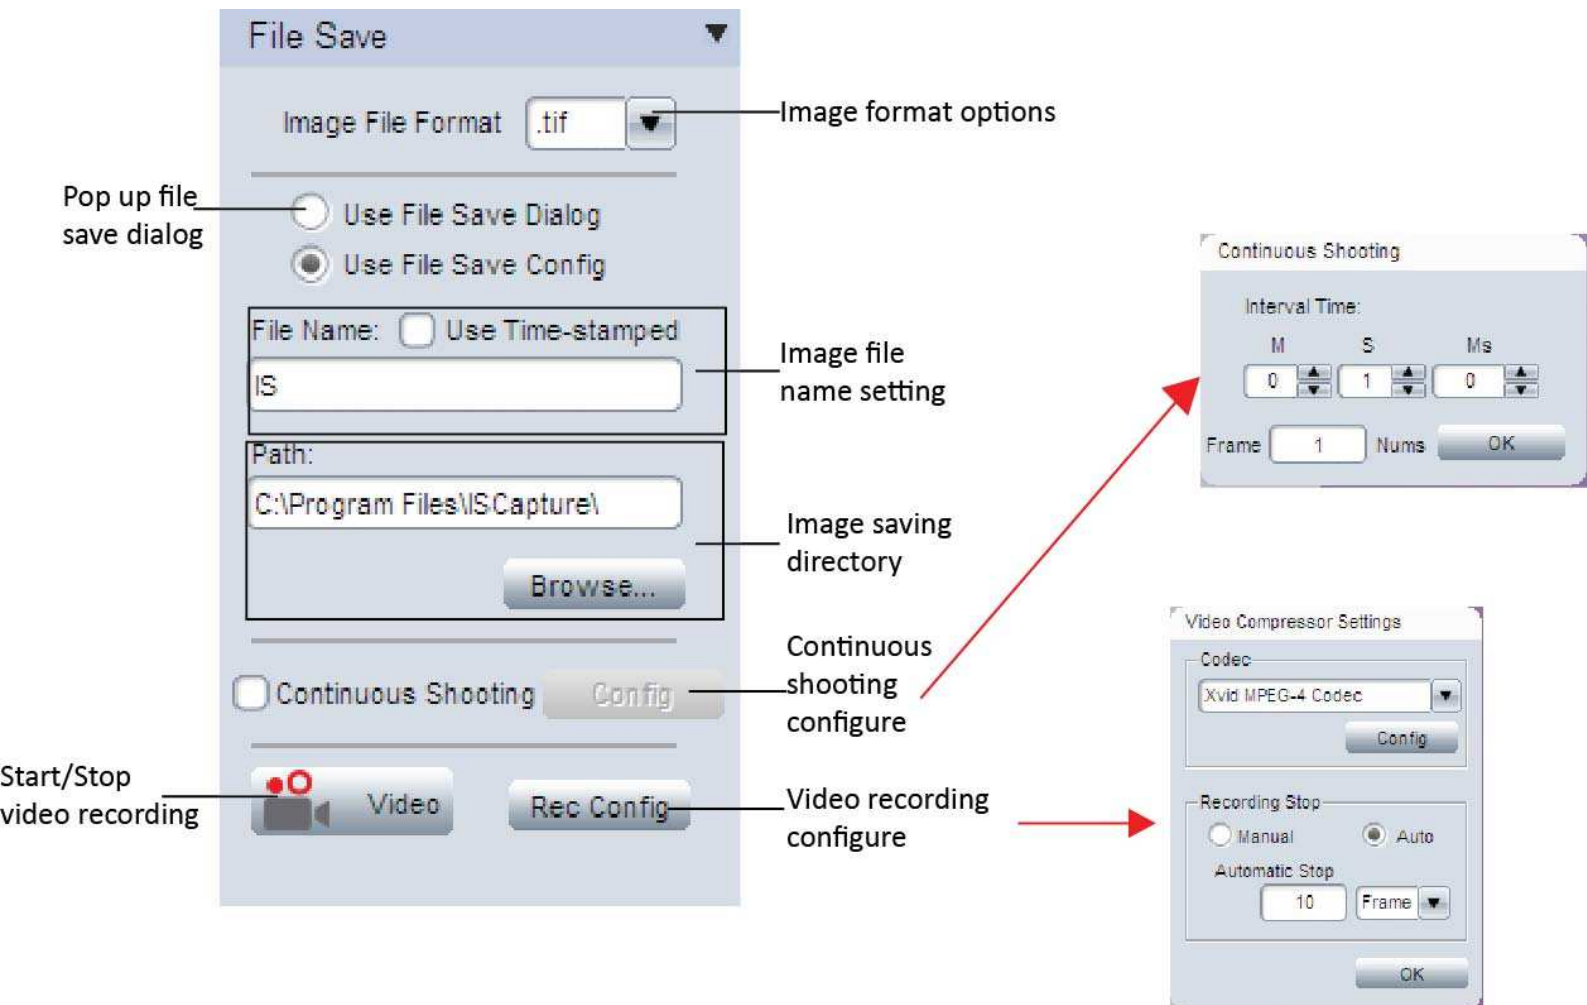 File Save
Image File Format .tif
Image format options
Pop up file
save dialog
Use File Save Dialog
Use File Save Config
File Name: Use Time-stamped
IS
Image file
name setting
Path:
C:\Program Files\ISCapture\
Browse...
Image saving
directory
Continuous Shooting Config
Continuous
shooting
configure
Start/Stop
video recording
Video Rec Config
Video recording
configure
Continuous Shooting
Interval Time:
M S Ms
0 1 0
Frame 1 Nums OK
Video Compressor Settings
Codec
Xvid MPEG-4 Codec
Config
Recording Stop
Manual Auto
Automatic Stop
10 Frame
OK